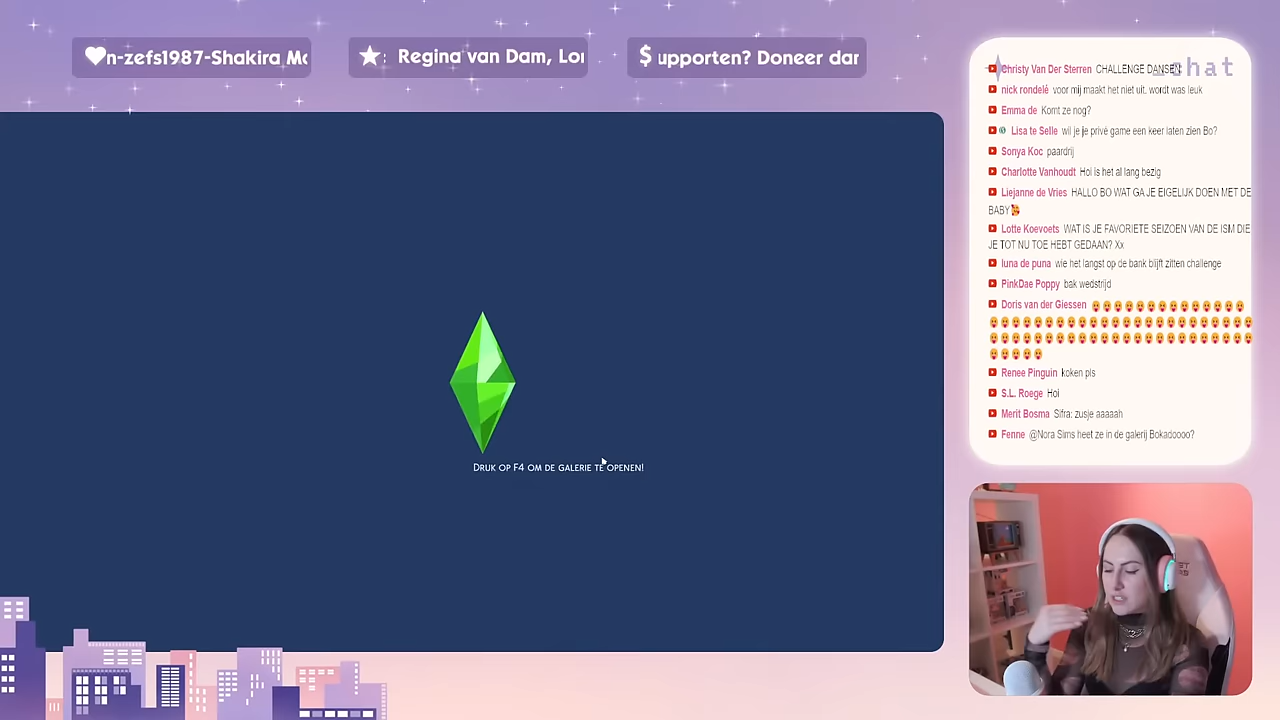 n-zefs1987-Shakira
Regina van Dam,
upporten? Doneer dar
chat
Christy Van Der Sterren CHALLENGE DANSEN
nick rondelé voor mij maakt het niet uit. wordt was leuk
Emma de Komt ze nog?
Lisa te Selle wil je je privé game een keer laten zien Bo?
Sonya Koc paardrij
Charlotte Vanhoudt Hoi is het al lang bezig
Liejanne de Vries HALLO BO WAT GA JE EIGELIJK DOEN MET DE
BABY🥰
Lotte Koevoets WAT IS JE FAVORIETE SEIZOEN VAN DE ISM DIE
JE TOT NU TOE HEBT GEDAAN? Xx
luna de puna wie het langst op de bank blijft zitten challenge
PinkDae Poppy bak wedstrijd
Doris van der Giessen
Renee Pinguin koken pls
S.L. Roege Hoi
Merit Bosma Sifra: zusje aaaaah
Fenne @Nora Sims heet ze in de galerij Bokadoooo?
DRUK OP F4 OM DE GALERIE TE OPENEN!